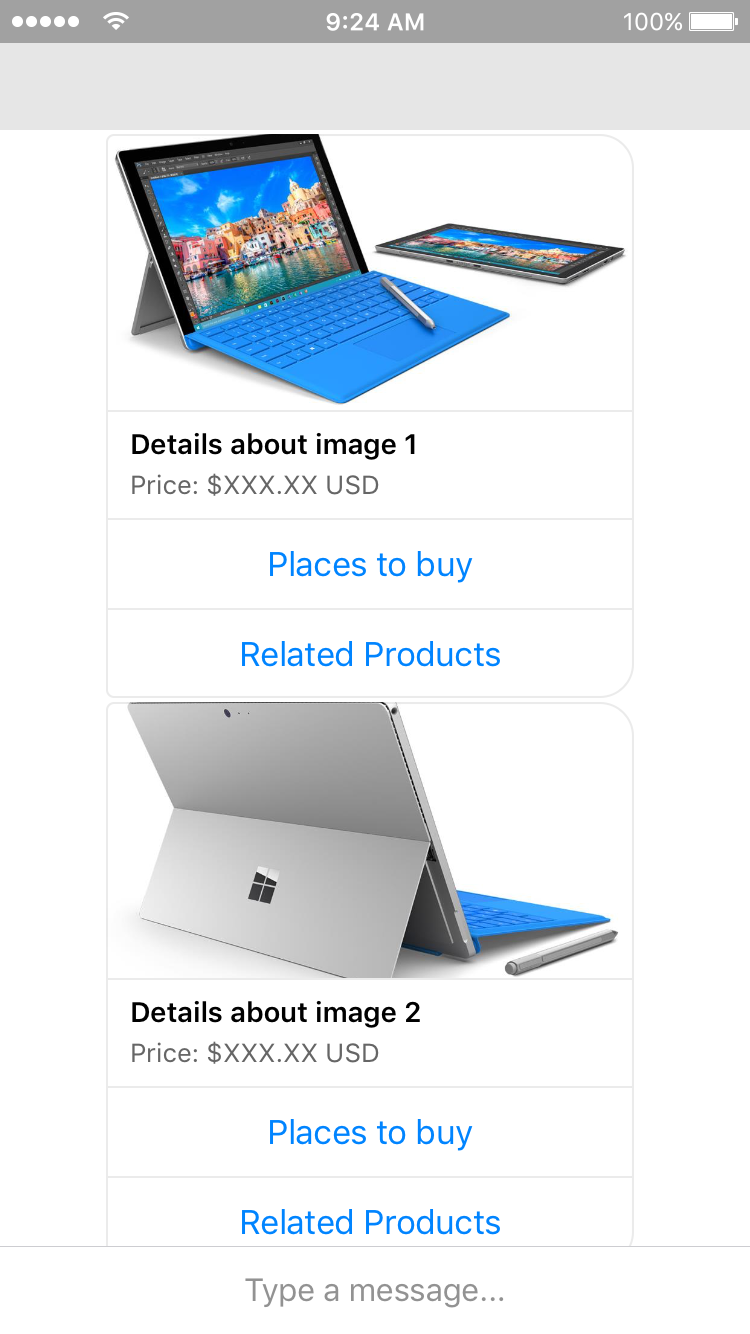 9:24 AM
100%
Details about image 1
Price: $XXX.XX USD
Places to buy
Related Products
Details about image 2
Price: $XXX.XX USD
Places to buy
Related Products
Type a message...